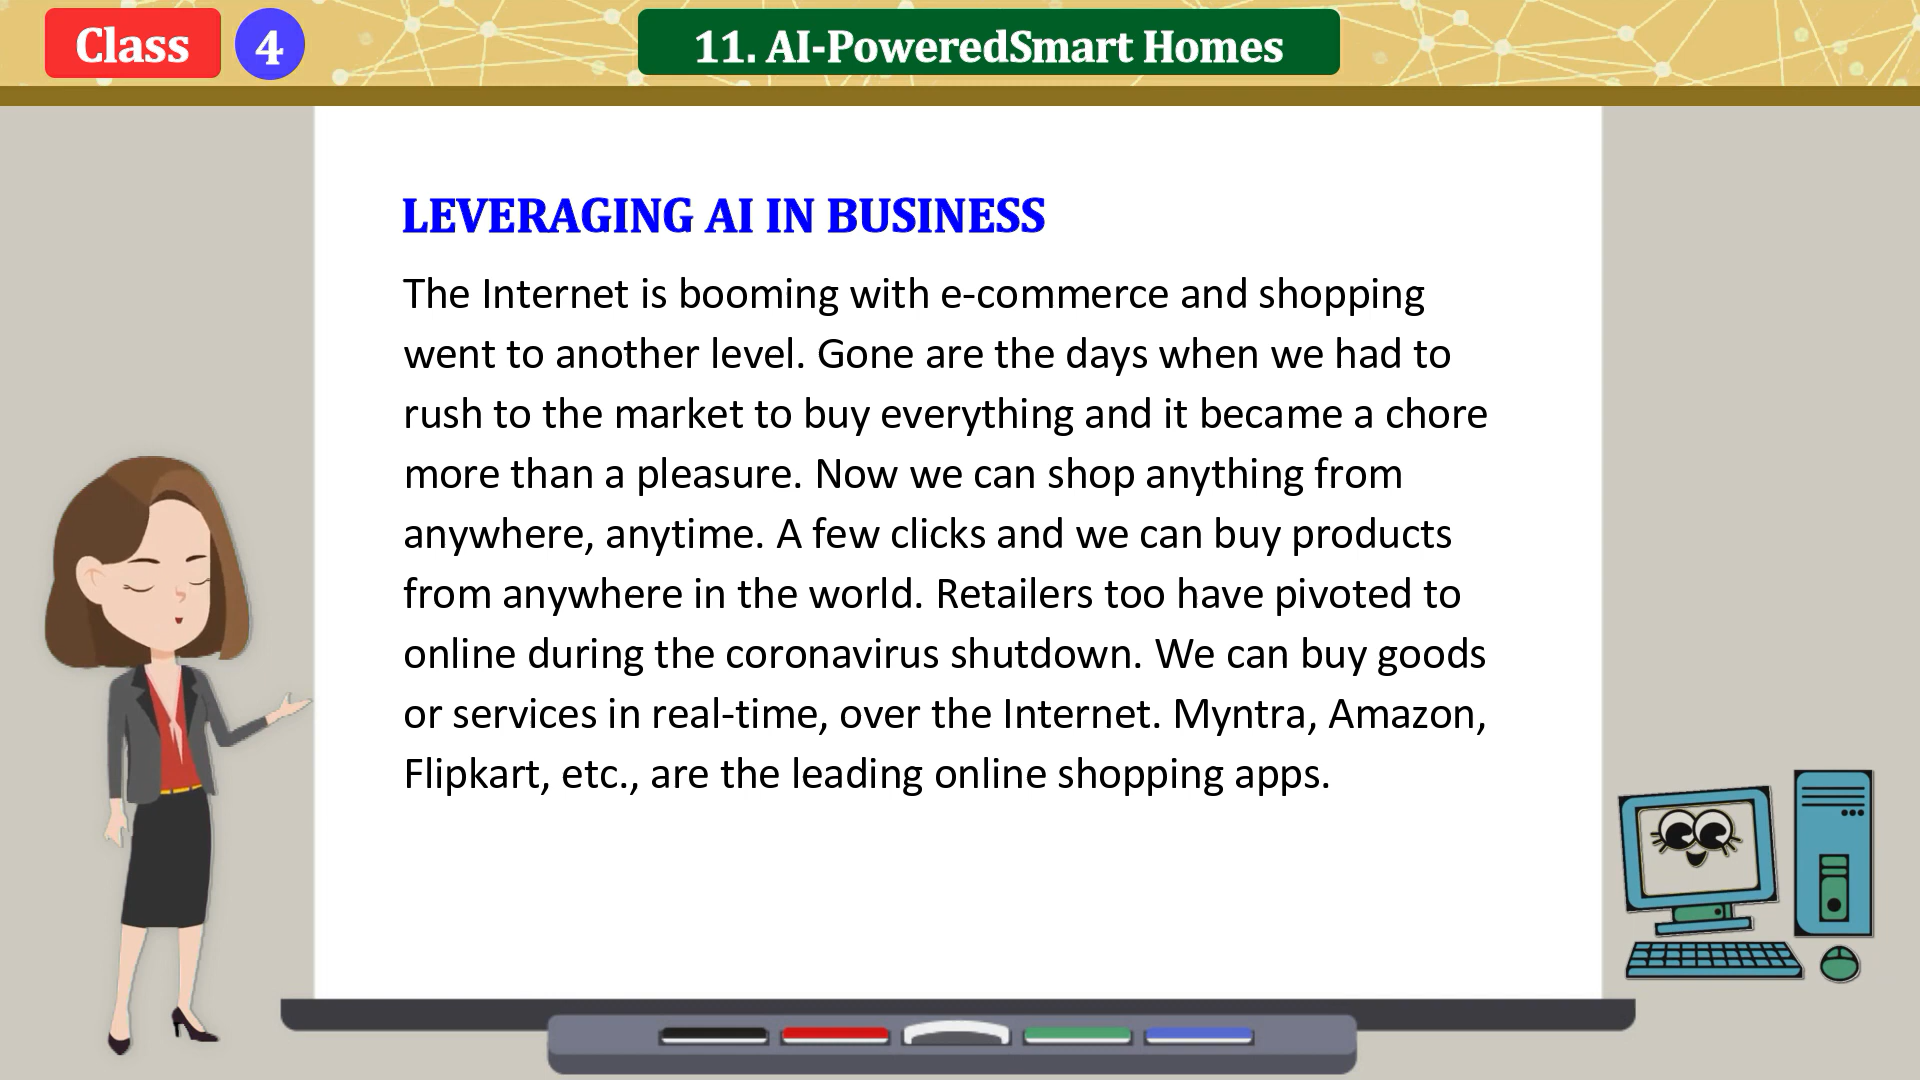 Class 4
11. AI-PoweredSmart Homes
LEVERAGING AI IN BUSINESS
The Internet is booming with e-commerce and shopping
went to another level. Gone are the days when we had to
rush to the market to buy everything and it became a chore
more than a pleasure. Now we can shop anything from
anywhere, anytime. A few clicks and we can buy products
from anywhere in the world. Retailers too have pivoted to
online during the coronavirus shutdown. We can buy goods
or services in real-time, over the Internet. Myntra, Amazon,
Flipkart, etc., are the leading online shopping apps.